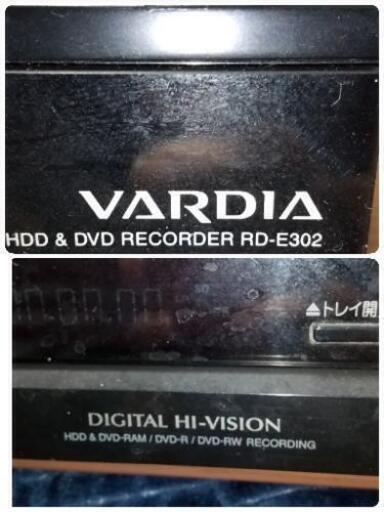 VARDIA
HDD & DVD RECORDER RD-E302
▲トレイ開
DIGITAL HI-VISION
HDD & DVD-RAM / DVD-R / DVD-RW RECORDING